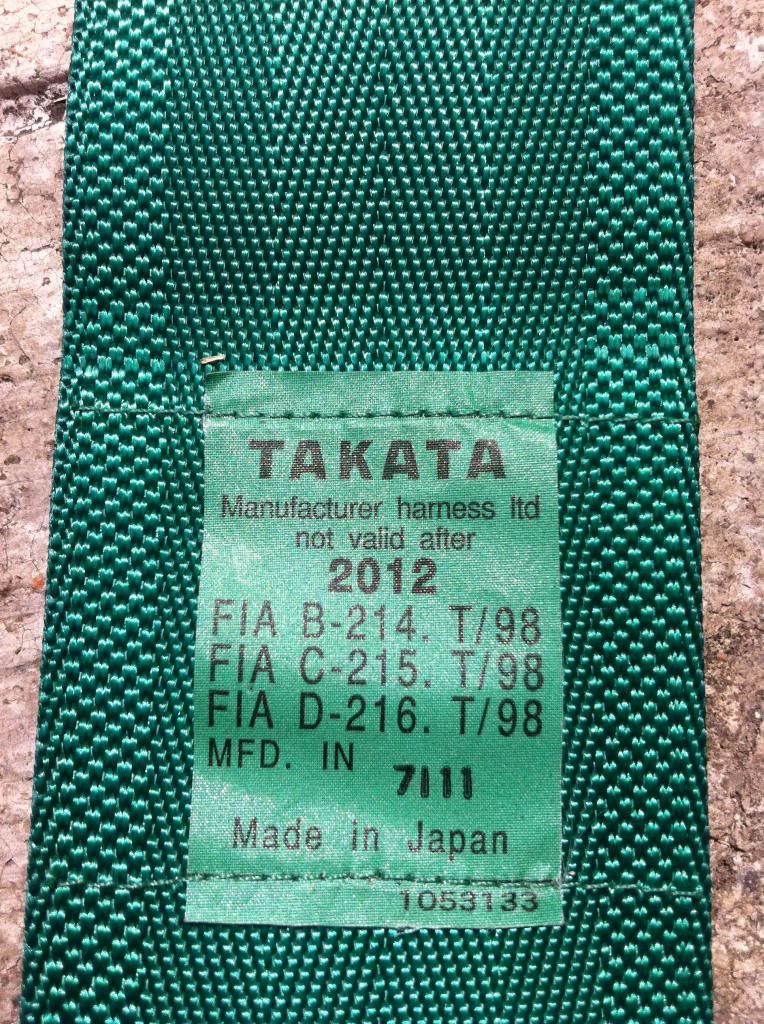 TAKATA
Manufacturer harness ltd
not valid after
2012
FIA B-214. T/98
FIA C-215. T/98
FIA D-216. T/98
MFD. IN 7111
Made in Japan
1053133